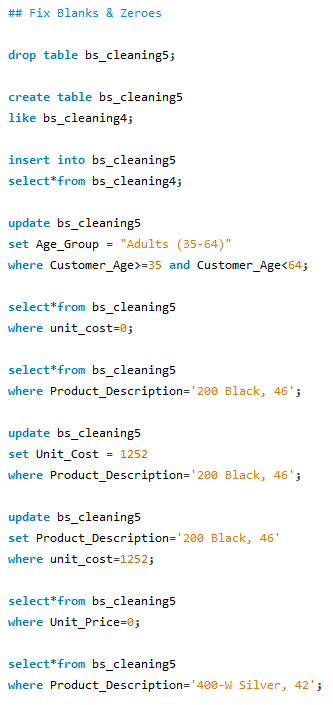 ## Fix Blanks & Zeroes
drop table bs_cleaning5;
create table bs_cleaning5
like bs_cleaning4;
insert into bs_cleaning5
select*from bs_cleaning4;
update bs_cleaning5
set Age_Group = "Adults (35-64)"
where Customer_Age>=35 and Customer_Age<64;
select*from bs_cleaning5
where unit_cost=0;
select*from bs_cleaning5
where Product_Description='200 Black, 46';
update bs_cleaning5
set Unit_Cost = 1252
where Product_Description='200 Black, 46';
update bs_cleaning5
set Product_Description='200 Black, 46'
where unit_cost=1252;
select*from bs_cleaning5
where Unit_Price=0;
select*from bs_cleaning5
where Product_Description='400-W Silver, 42';